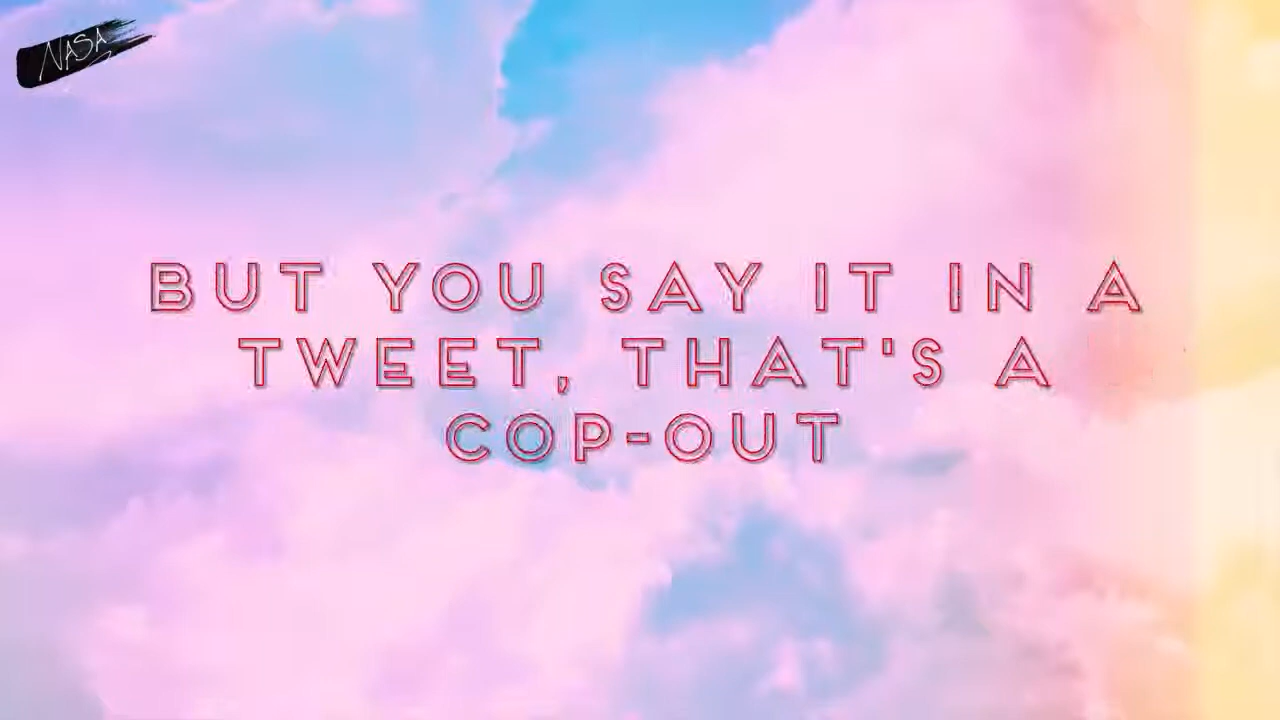 NASA
BUT YOU SAY IT IN A
TWEET, THAT'S A
COP-OUT